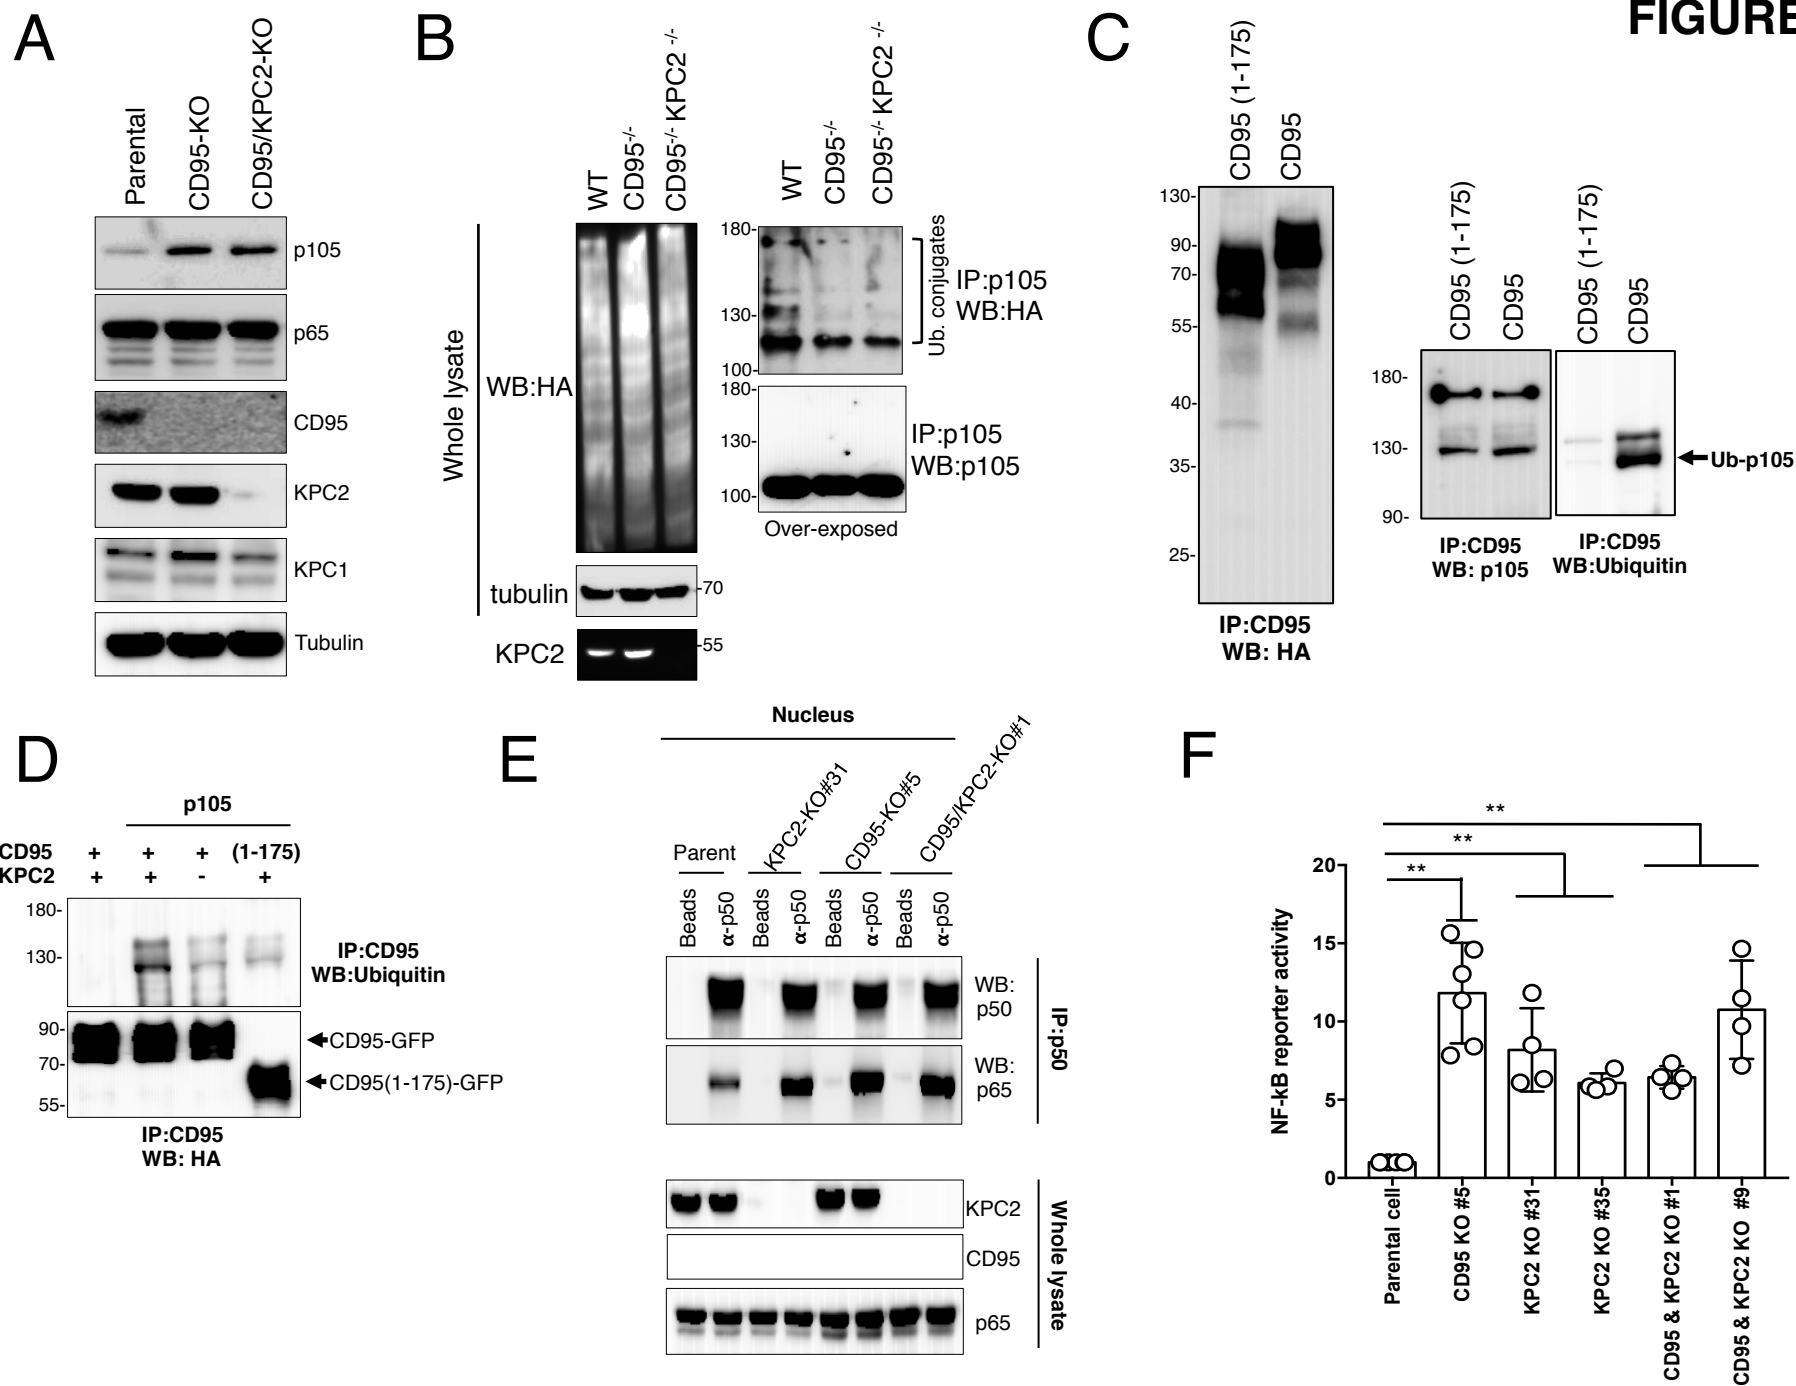 FIGURE
A
Parental
CD95-KO
CD95/KPC2-KO
p105
p65
CD95
KPC2
KPC1
Tubulin
B
WT
CD95-/-
CD95-/- KPC2 -/-
Whole lysate
WB:HA
tubulin
-70
KPC2
-55
WT
CD95-/-
CD95-/- KPC2 -/-
180-
130-
100-
Ub. conjugates
IP:p105
WB:HA
180-
130-
100-
IP:p105
WB:p105
Over-exposed
C
CD95 (1-175)
CD95
130-
90-
70-
55-
40-
35-
25-
IP:CD95
WB: HA
CD95 (1-175)
CD95
CD95 (1-175)
CD95
180-
130-
90-
Ub-p105
IP:CD95
WB: p105
IP:CD95
WB:Ubiquitin
D
p105
CD95 + + + (1-175)
KPC2 + + - +
180-
130-
IP:CD95
WB:Ubiquitin
90-
70-
55-
CD95-GFP
CD95(1-175)-GFP
IP:CD95
WB: HA
E
Nucleus
Parent
KPC2-KO#31
CD95-KO#5
CD95/KPC2-KO#1
Beads
α-p50
Beads
α-p50
Beads
α-p50
Beads
α-p50
WB:
p50
WB:
p65
IP:p50
KPC2
CD95
p65
Whole lysate
F
**
**
**
NF-kB reporter activity
20
15
10
5
0
Parental cell
CD95 KO #5
KPC2 KO #31
KPC2 KO #35
CD95 & KPC2 KO #1
CD95 & KPC2 KO #9